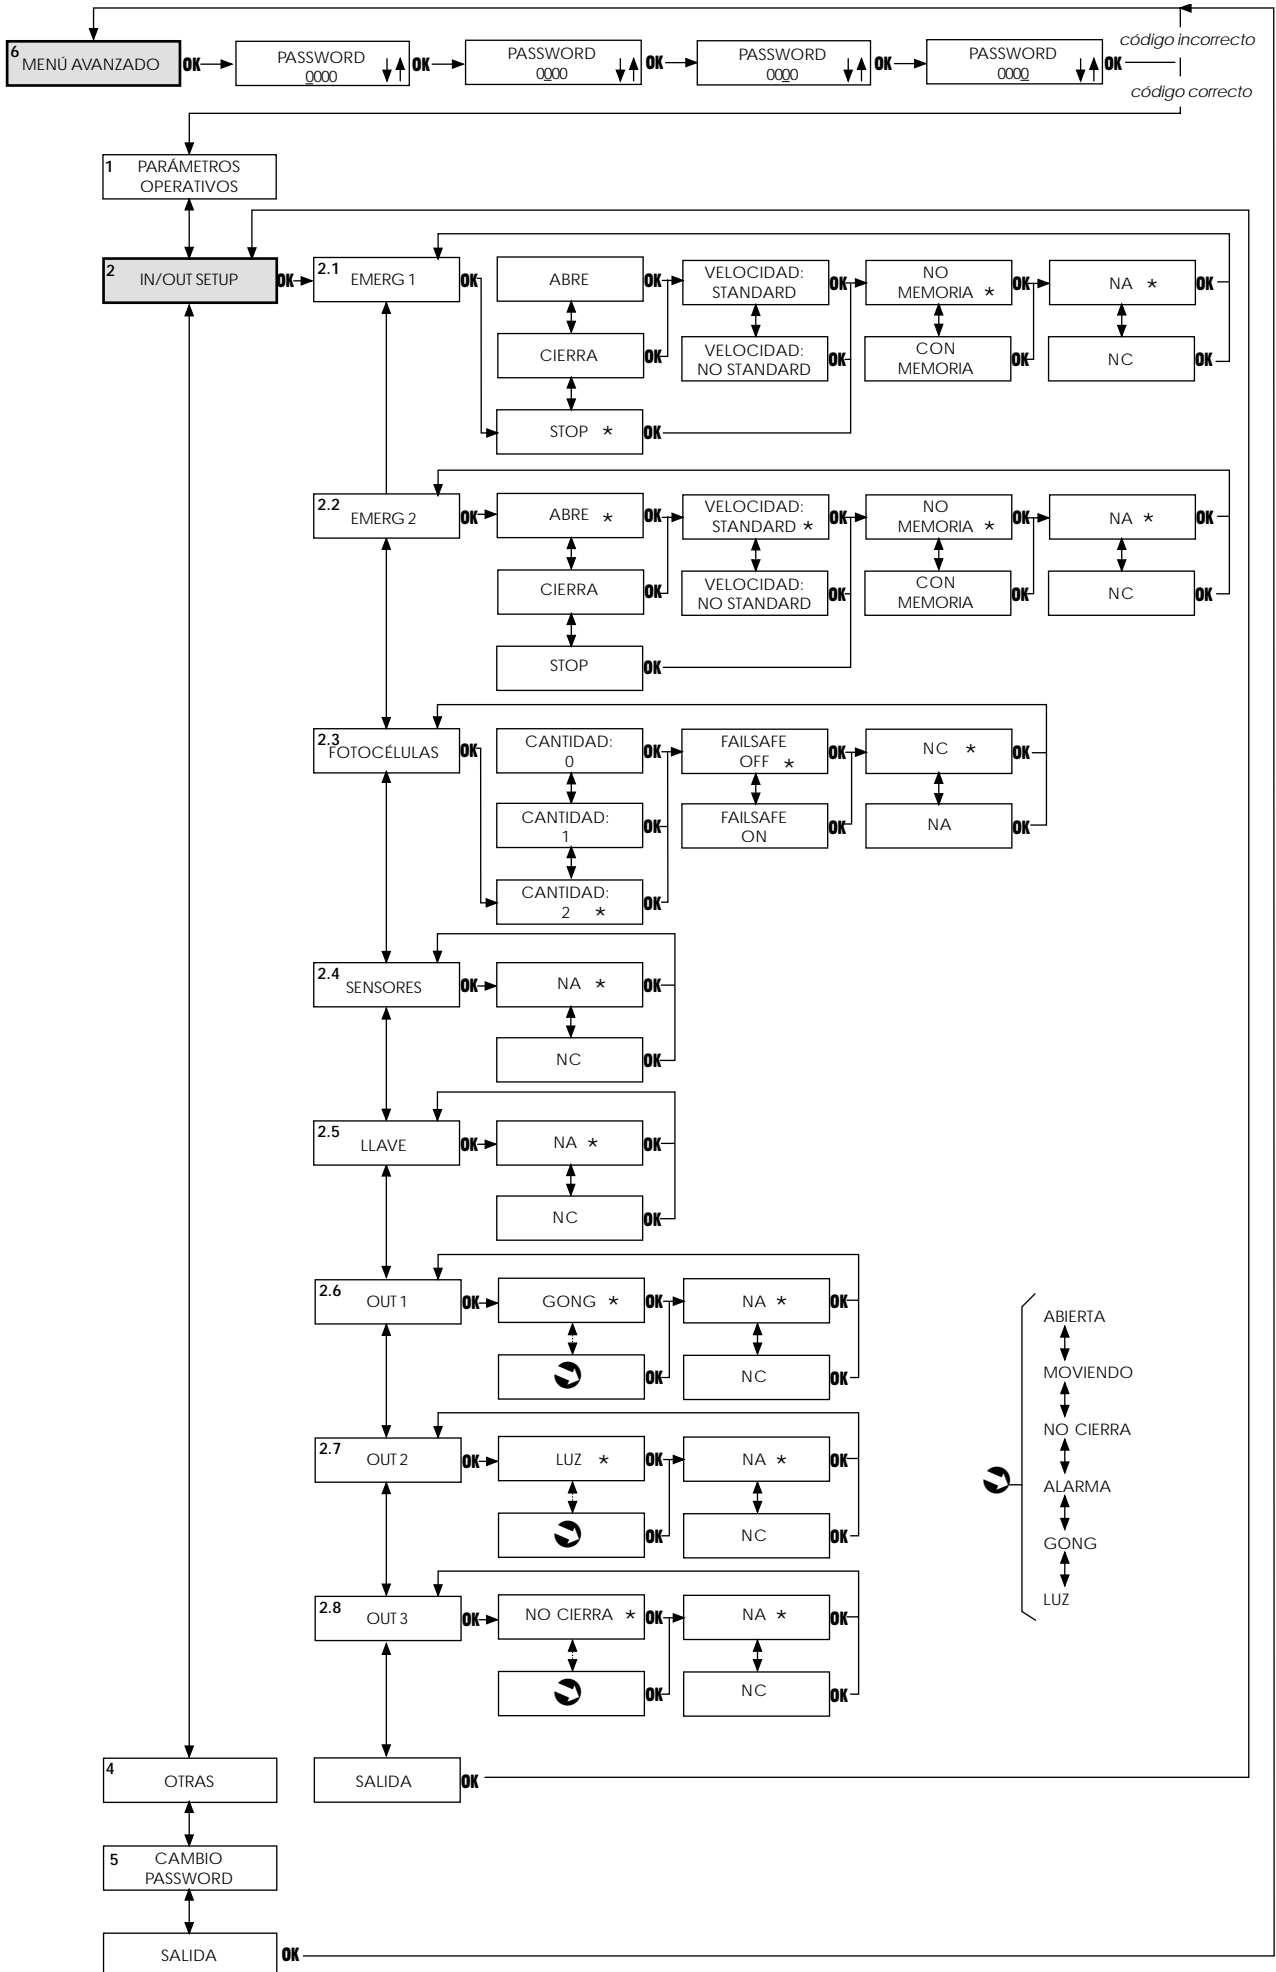 6
MENÚ AVANZADO
OK
PASSWORD
0000
OK
PASSWORD
0000
OK
PASSWORD
0000
OK
PASSWORD
0000
OK
código incorrecto
código correcto
1
PARÁMETROS
OPERATIVOS
2
IN/OUT SETUP
OK
2.1
EMERG 1
OK
ABRE
OK
VELOCIDAD:
STANDARD
OK
NO
MEMORIA *
OK
NA *
OK
CIERRA
OK
VELOCIDAD:
NO STANDARD
OK
CON
MEMORIA
OK
NC
OK
STOP *
OK
2.2
EMERG 2
OK
ABRE *
OK
VELOCIDAD:
STANDARD *
OK
NO
MEMORIA *
OK
NA *
OK
CIERRA
OK
VELOCIDAD:
NO STANDARD
OK
CON
MEMORIA
OK
NC
OK
STOP
OK
2.3
FOTOCÉLULAS
OK
CANTIDAD:
0
OK
FAILSAFE
OFF *
OK
NC *
OK
CANTIDAD:
1
OK
FAILSAFE
ON
OK
NA
OK
CANTIDAD:
2 *
OK
2.4
SENSORES
OK
NA *
OK
NC
OK
2.5
LLAVE
OK
NA *
OK
NC
OK
2.6
OUT 1
OK
GONG *
OK
NA *
OK
OK
NC
OK
2.7
OUT 2
OK
LUZ *
OK
NA *
OK
OK
NC
OK
2.8
OUT 3
OK
NO CIERRA *
OK
NA *
OK
OK
NC
OK
ABIERTA
MOVIENDO
NO CIERRA
ALARMA
GONG
LUZ
4
OTRAS
SALIDA
OK
5
CAMBIO
PASSWORD
SALIDA
OK